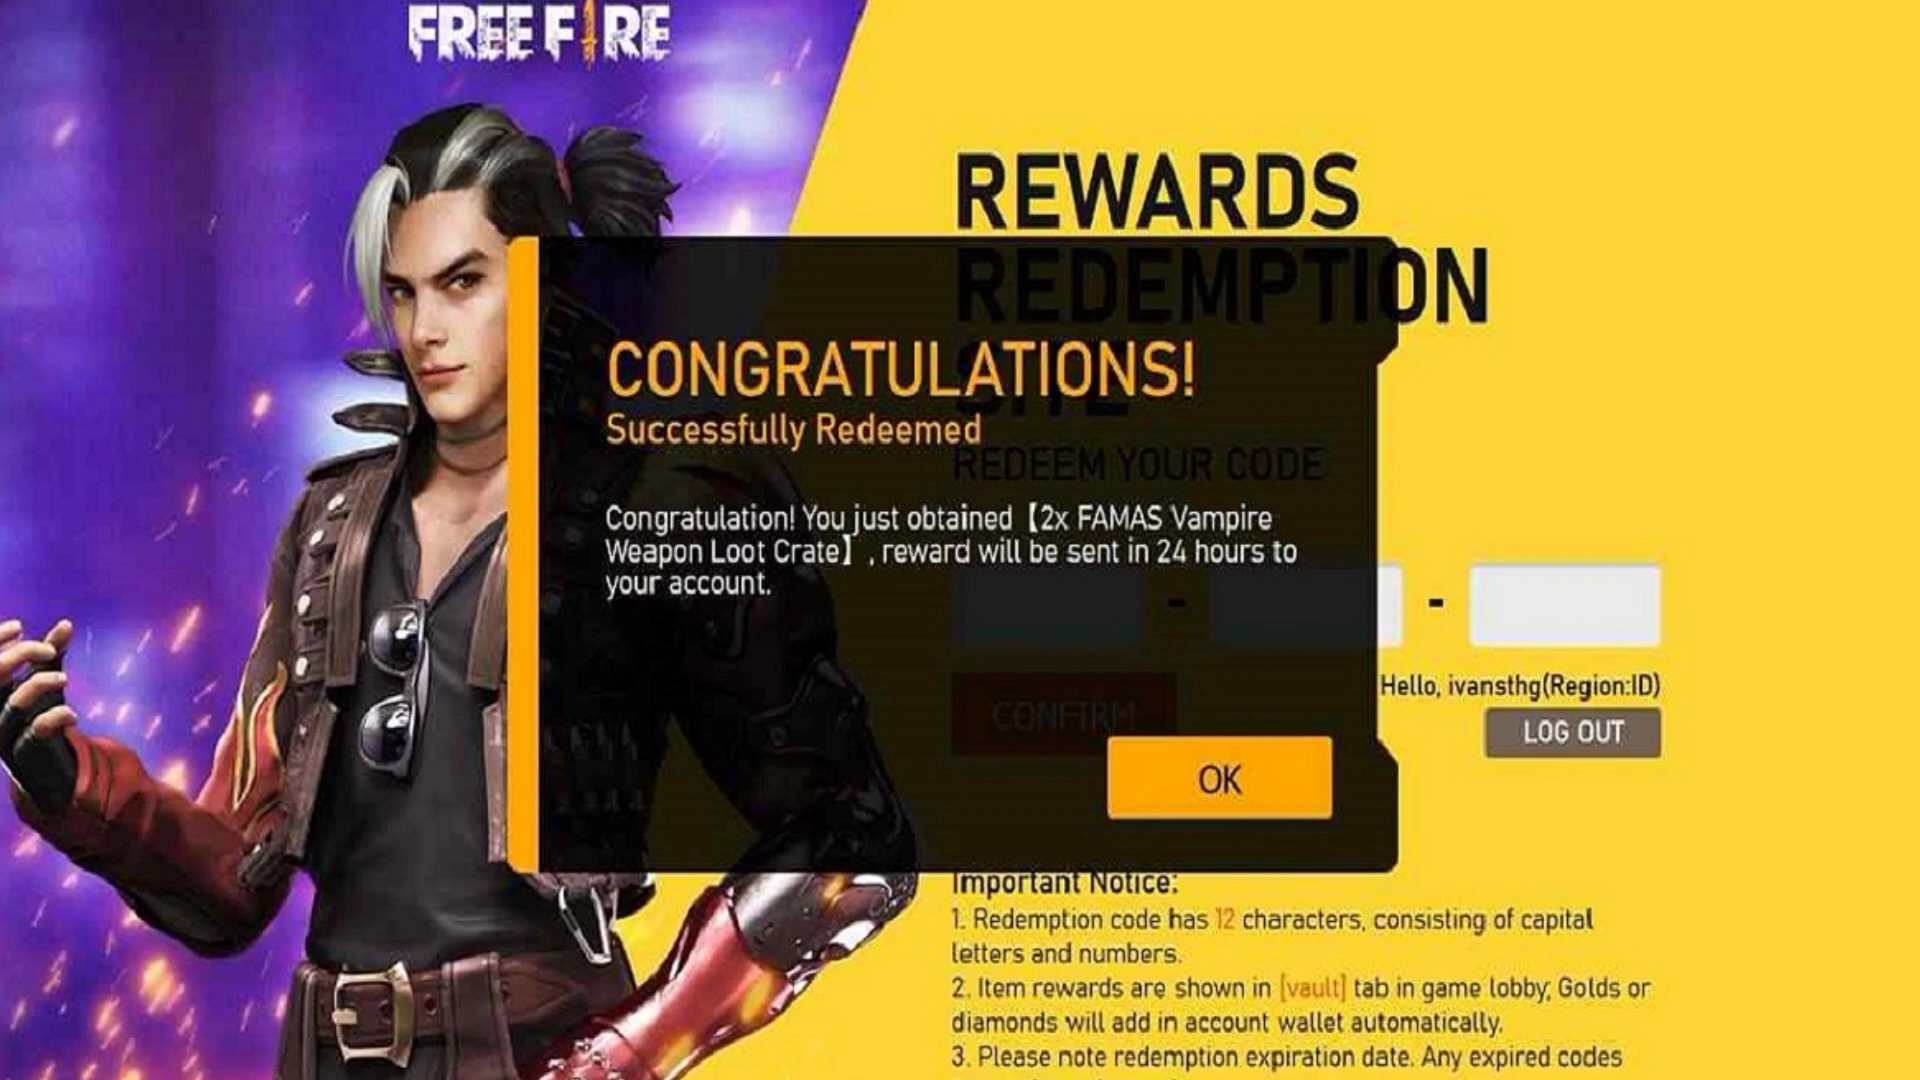 FREE FIRE
REWARDS
REDEMPTION
SITE
REDEEM YOUR CODE
CONGRATULATIONS!
Successfully Redeemed
Congratulation! You just obtained【2x FAMAS Vampire
Weapon Loot Crate】, reward will be sent in 24 hours to
your account.
- -
Hello, ivansthg(Region:ID)
CONFIRM
LOG OUT
OK
Important Notice:
1. Redemption code has 12 characters, consisting of capital
letters and numbers.
2. Item rewards are shown in [vault] tab in game lobby; Golds or
diamonds will add in account wallet automatically.
3. Please note redemption expiration date. Any expired codes